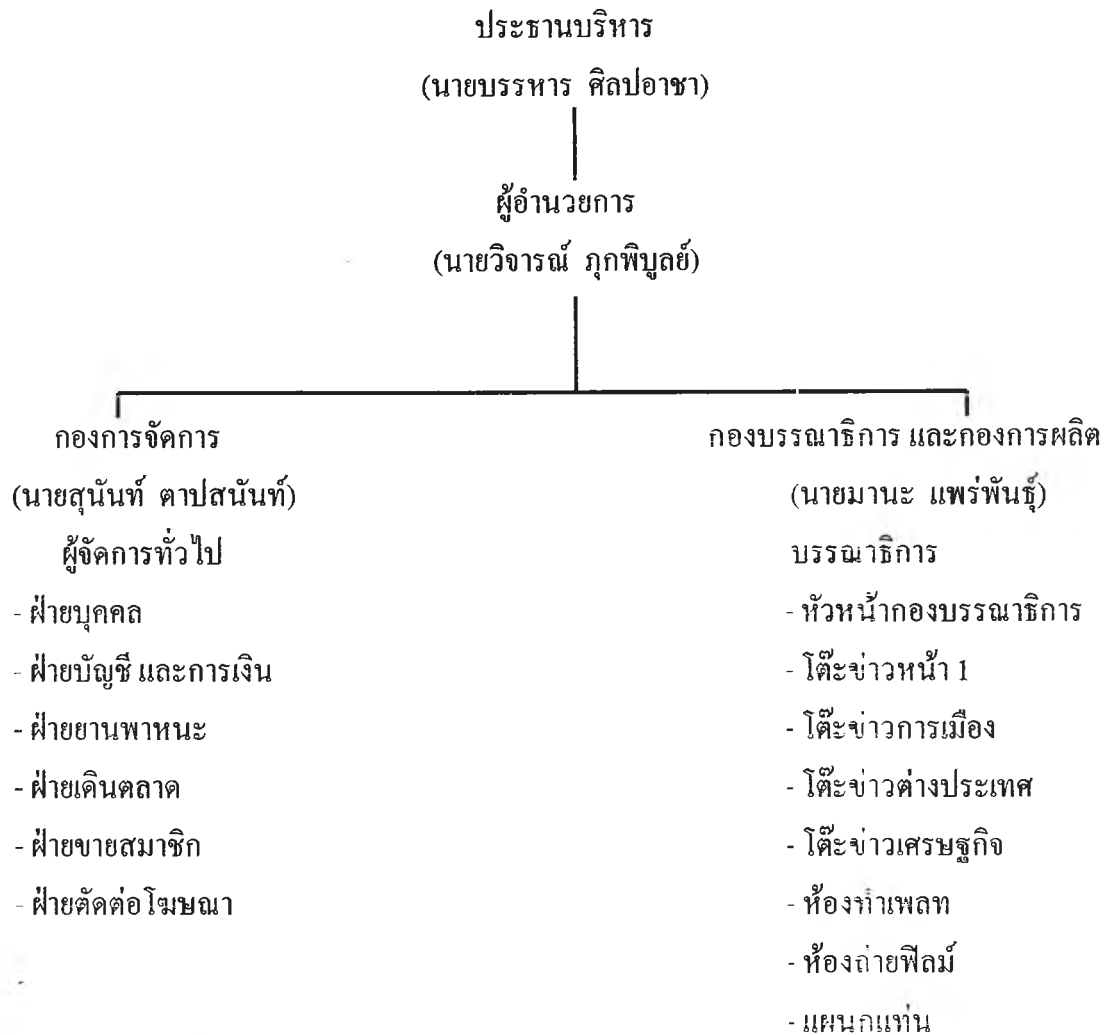 ประธานบริหาร
(นายบรรหาร ศิลปอาชา)
ผู้อำนวยการ
(นายวิจารณ์ ภุกพิบูลย์)
กองการจัดการ
(นายสุนันท์ ตาปสนันท์)
ผู้จัดการทั่วไป
- ฝ่ายบุคคล
- ฝ่ายบัญชี และการเงิน
- ฝ่ายยานพาหนะ
- ฝ่ายเดินตลาด
- ฝ่ายขายสมาชิก
- ฝ่ายตัดต่อโฆษณา
กองบรรณาธิการ และกองการผลิต
(นายมานะ แพร่พันธุ์)
บรรณาธิการ
- หัวหน้ากองบรรณาธิการ
- โต๊ะข่าวหน้า 1
- โต๊ะข่าวการเมือง
- โต๊ะข่าวต่างประเทศ
- โต๊ะข่าวเศรษฐกิจ
- ห้องทำเพลท
- ห้องถ่ายฟิลม์
- แผนกแท่น